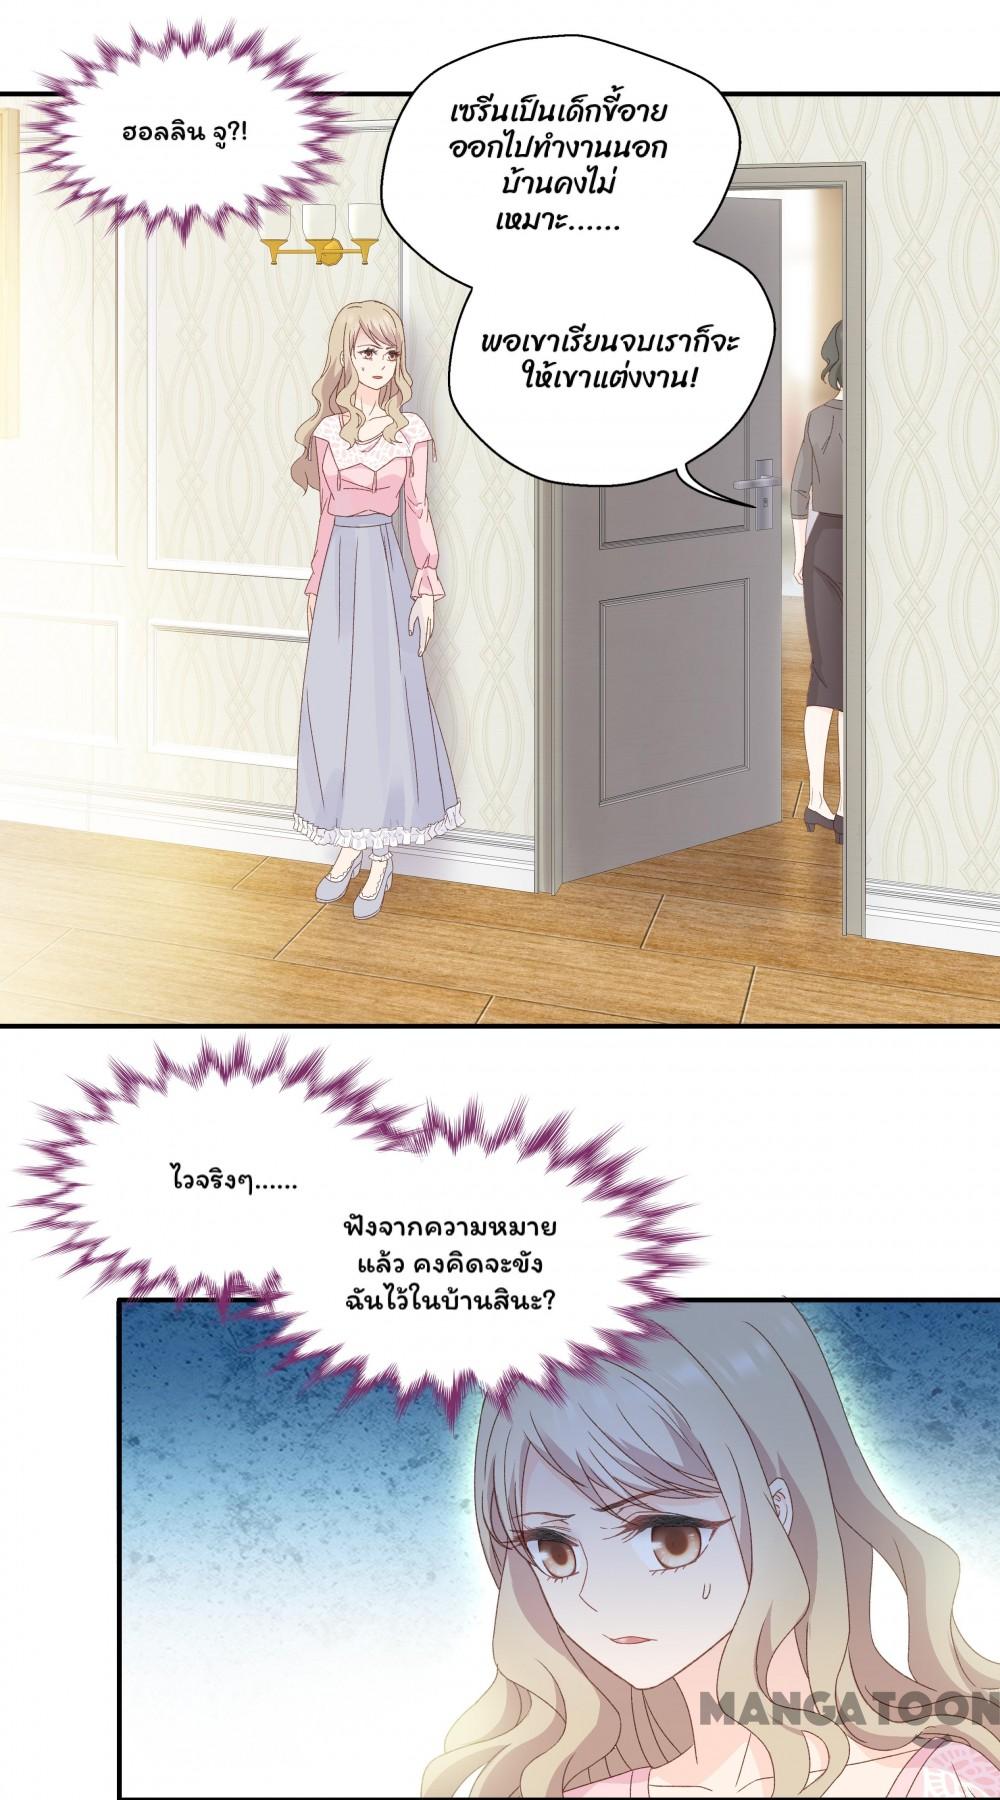 ฮอลลิน จู?!
เซรีนเป็นเด็กขี้อาย
ออกไปทำงานนอก
บ้านคงไม่
เหมาะ......
พอเขาเรียนจบเราก็จะ
ให้เขาแต่งงาน!
ไวจริงๆ......
ฟังจากความหมาย
แล้ว คงคิดจะขัง
ฉันไว้ในบ้านสินะ?
MANGATOON